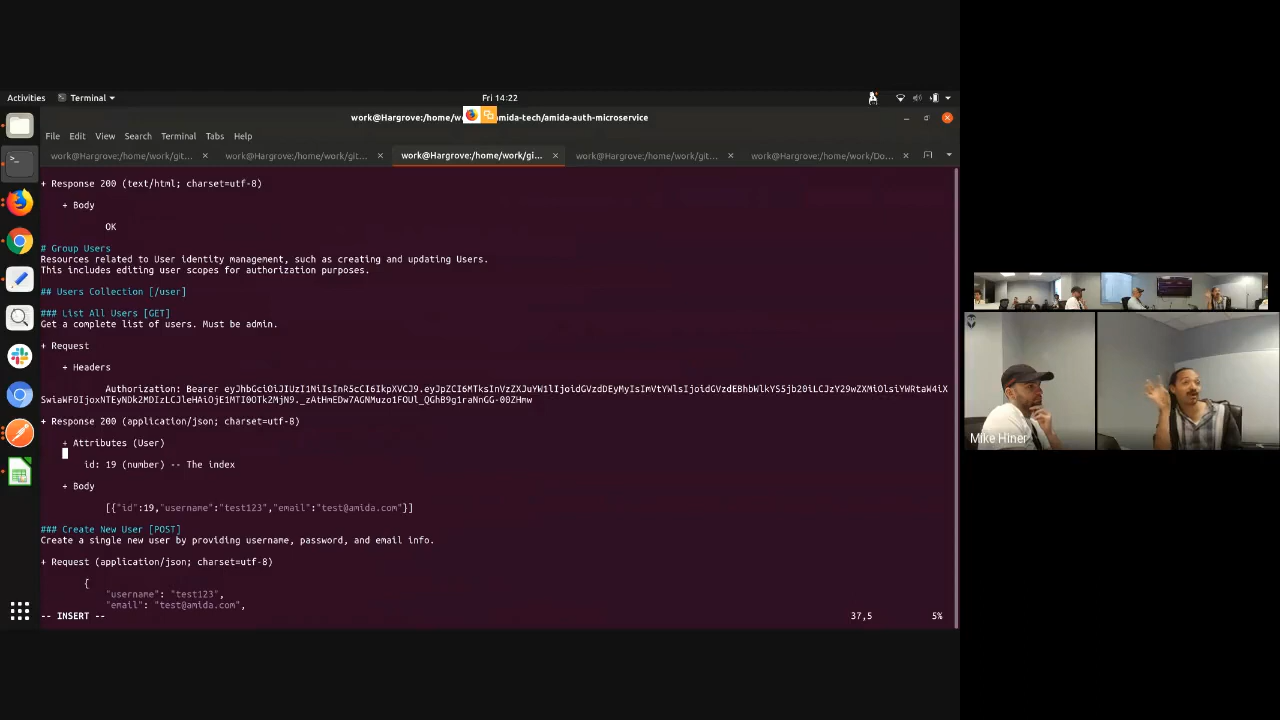 Activities
Terminal
Fri 14:22
work@Hargrove:/home/w
amida-tech/amida-auth-microservice
File Edit View Search Terminal Tabs Help
work@Hargrove:/home/work/git... ×
work@Hargrove:/home/work/git... ×
work@Hargrove:/home/work/gi... ×
work@Hargrove:/home/work/git... ×
work@Hargrove:/home/work/Do... ×
+ Response 200 (text/html; charset=utf-8)
+ Body
OK
# Group Users
Resources related to User identity management, such as creating and updating Users.
This includes editing user scopes for authorization purposes.
## Users Collection [/user]
### List All Users [GET]
Get a complete list of users. Must be admin.
+ Request
+ Headers
Authorization: Bearer
+ Response 200 (application/json; charset=utf-8)
+ Attributes (User)
id: 19 (number) -- The index
+ Body
[{"id":19,"username":"test123","email":"test@amida.com"}]
### Create New User [POST]
Create a single new user by providing username, password, and email info.
+ Request (application/json; charset=utf-8)
{
"username": "test123",
"email": "test@amida.com",
-- INSERT --
37,5
5%
Mike Hiner